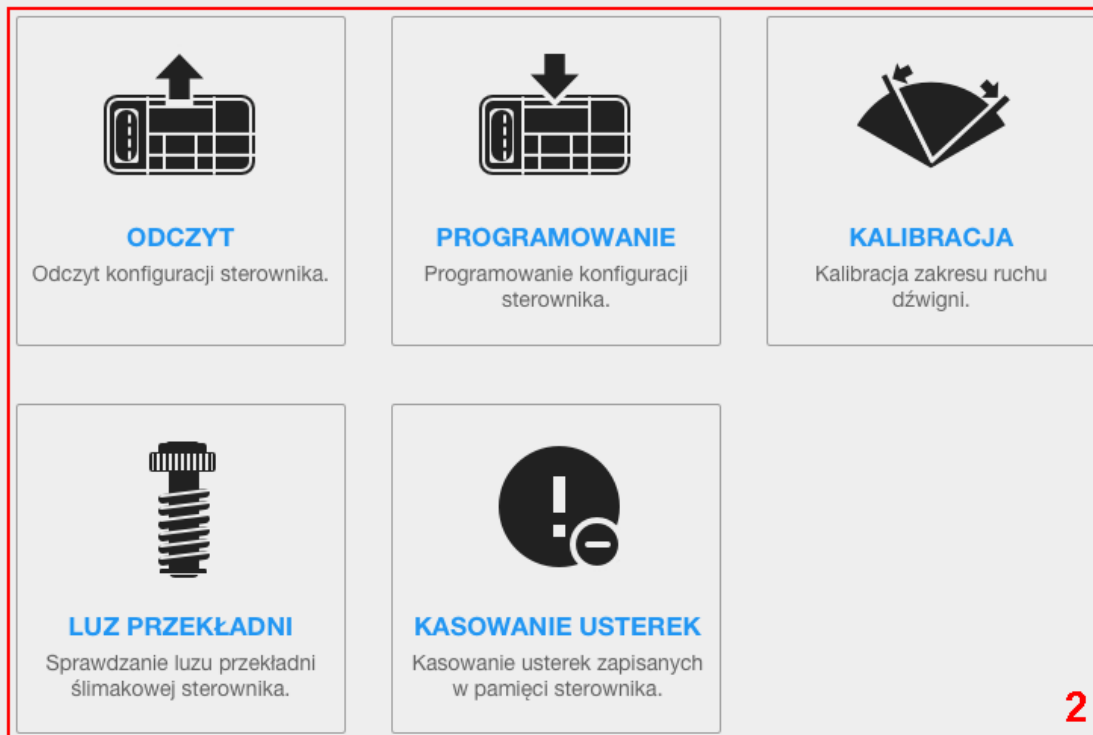 ODCZYT
Odczyt konfiguracji sterownika.
PROGRAMOWANIE
Programowanie konfiguracji
sterownika.
KALIBRACJA
Kalibracja zakresu ruchu
dźwigni.
LUZ PRZEKŁADNI
Sprawdzanie luzu przekładni
ślimakowej sterownika.
KASOWANIE USTEREK
Kasowanie usterek zapisanych
w pamięci sterownika.
2